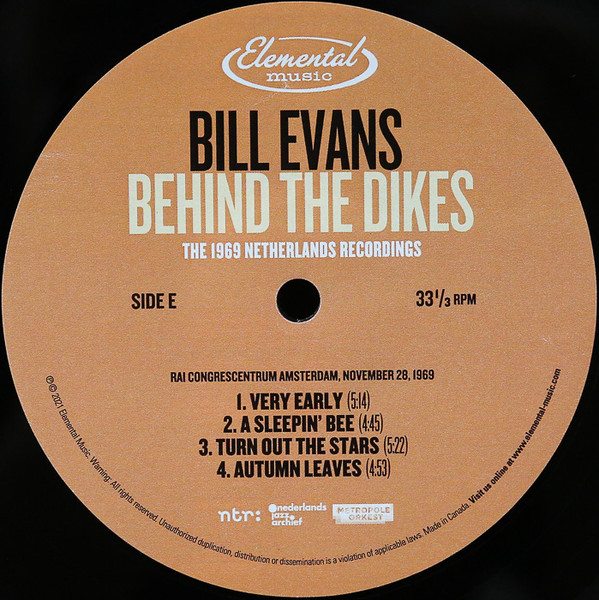 Elemental
music
BILL EVANS
BEHIND THE DIKES
THE 1969 NETHERLANDS RECORDINGS
SIDE E
33 1/3 RPM
RAI CONGRESCENTRUM AMSTERDAM, NOVEMBER 28, 1969
1. VERY EARLY (5:14)
2. A SLEEPIN' BEE (4:45)
3. TURN OUT THE STARS (5:22)
4. AUTUMN LEAVES (4:53)
ntr:
nederlands
jazz
archief
METROPOLE
ORKEST
℗ © 2021 Elemental Music. Warning: All rights reserved. Unauthorized duplication, distribution or dissemination is a violation of applicable laws. Made in Canada. Visit us online at www.elemental-music.com